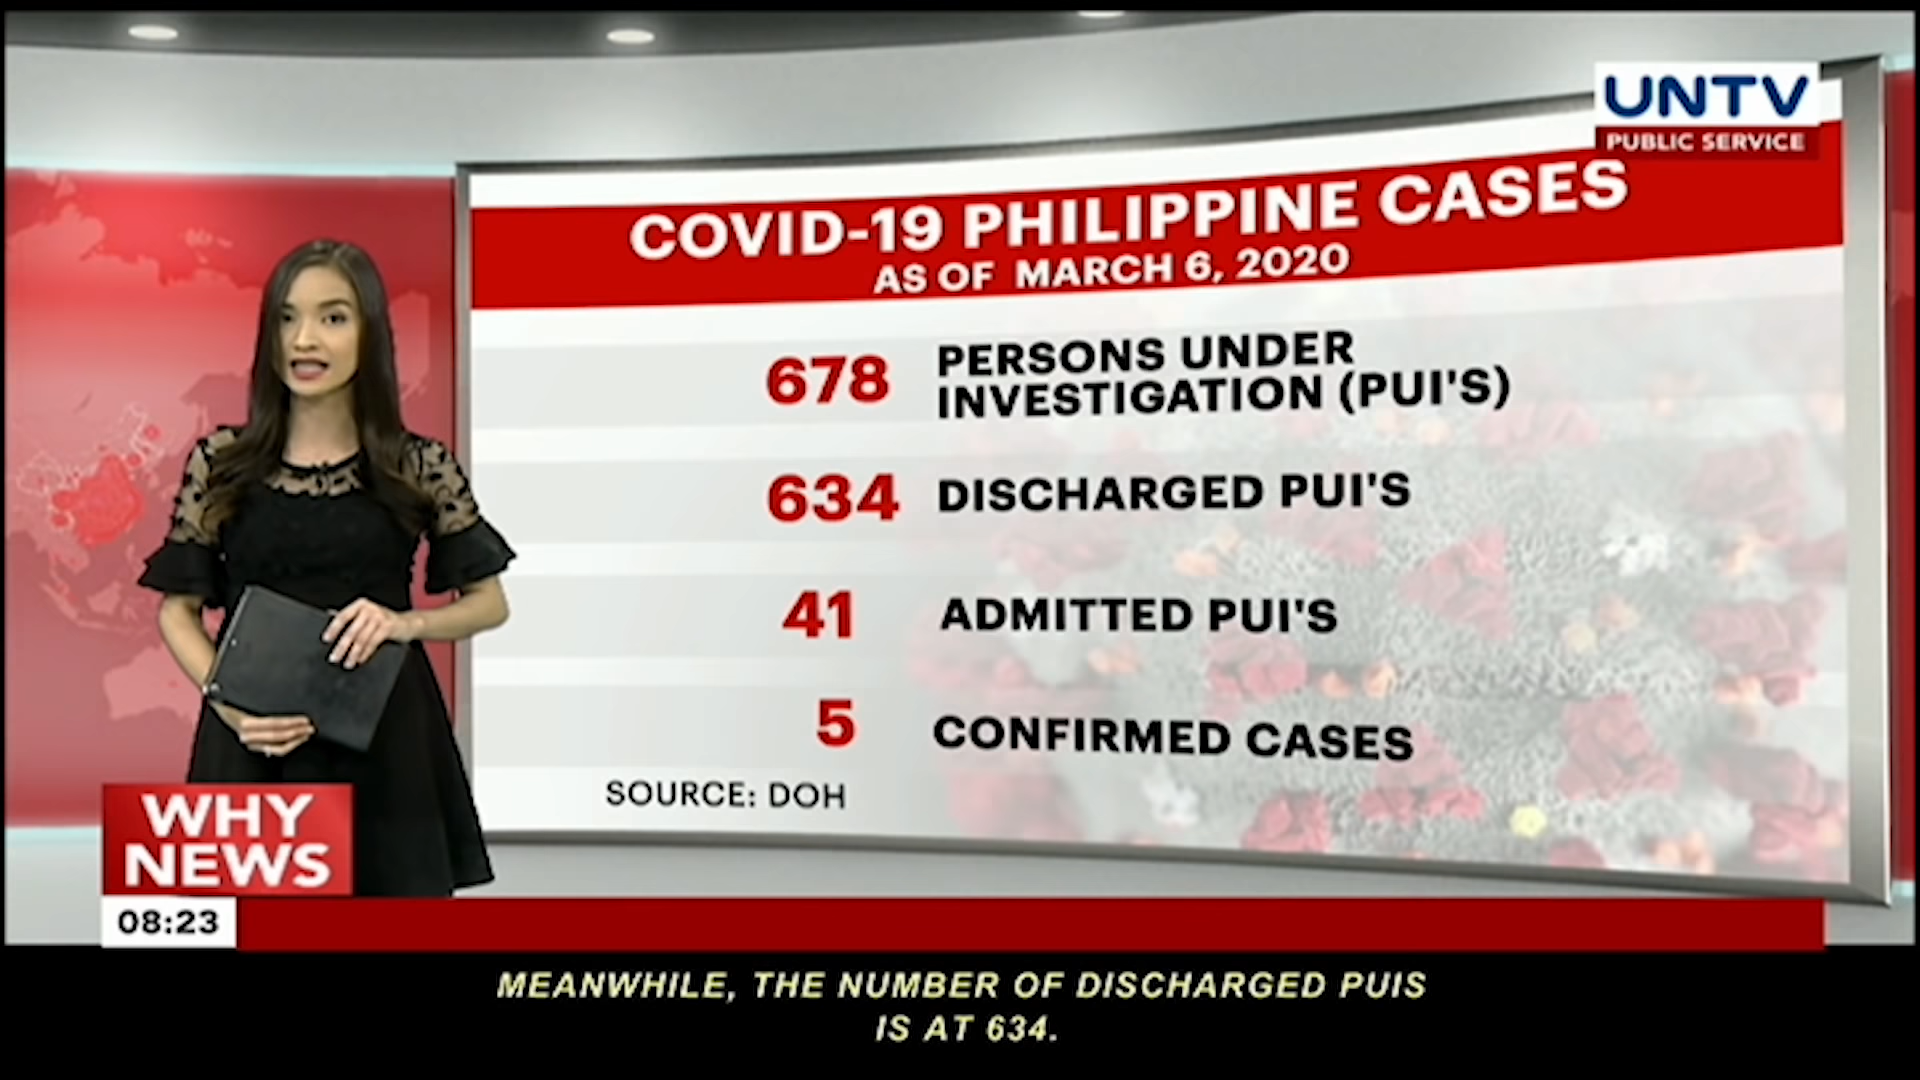 UNTV
PUBLIC SERVICE
COVID-19 PHILIPPINE CASES
AS OF MARCH 6, 2020
678 PERSONS UNDER
INVESTIGATION (PUI'S)
634 DISCHARGED PUI'S
41 ADMITTED PUI'S
5 CONFIRMED CASES
SOURCE: DOH
WHY
NEWS
08:23
MEANWHILE, THE NUMBER OF DISCHARGED PUIS
IS AT 634.